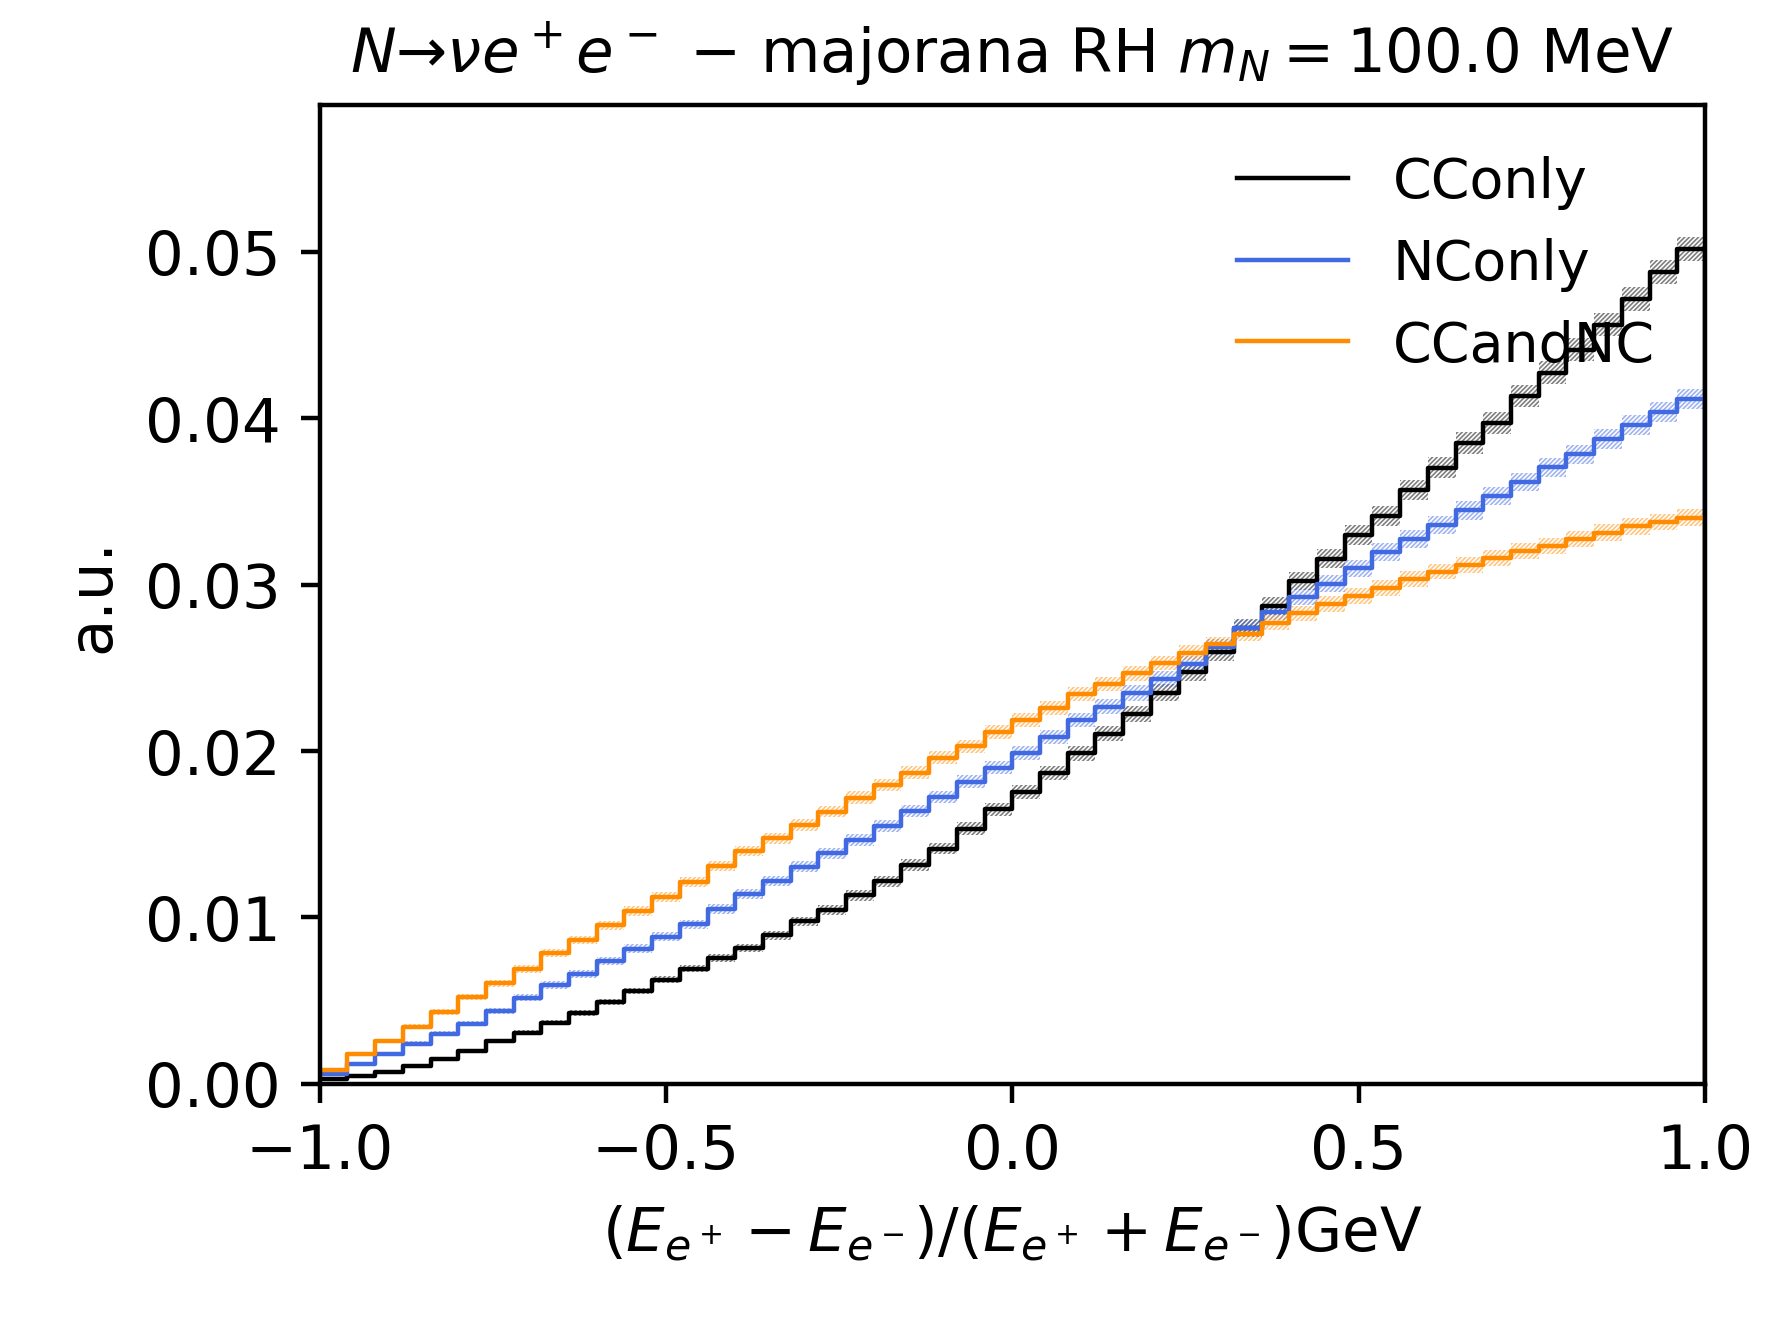 N→νe⁺e⁻ − majorana RH m_N = 100.0 MeV
CConly
NConly
CCandNC
0.05
0.04
0.03
0.02
0.01
0.00
a.u.
−1.0 −0.5 0.0 0.5 1.0
(E_e⁺ − E_e⁻)/(E_e⁺ + E_e⁻)GeV